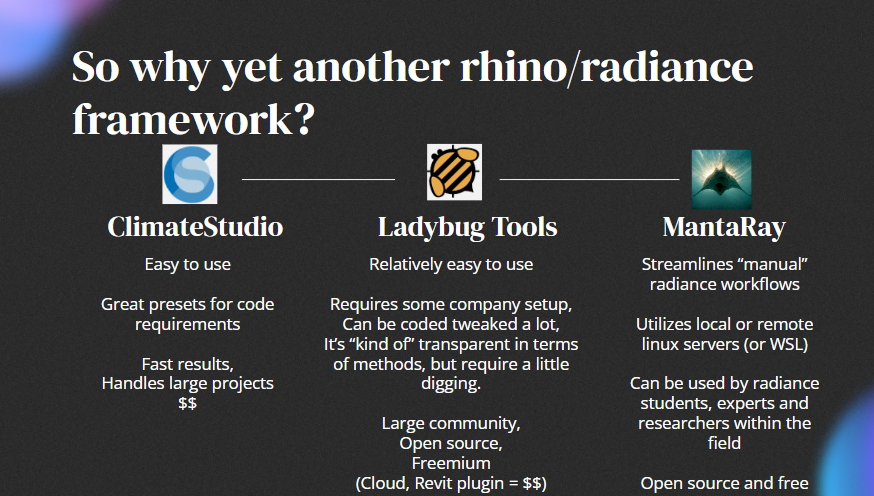 So why yet another rhino/radiance
framework?
ClimateStudio
Easy to use
Great presets for code
requirements
Fast results,
Handles large projects
$$
Ladybug Tools
Relatively easy to use
Requires some company setup,
Can be coded tweaked a lot,
It's “kind of” transparent in terms
of methods, but require a little
digging.
Large community,
Open source,
Freemium
(Cloud, Revit plugin = $$)
MantaRay
Streamlines “manual”
radiance workflows
Utilizes local or remote
linux servers (or WSL)
Can be used by radiance
students, experts and
researchers within the
field
Open source and free